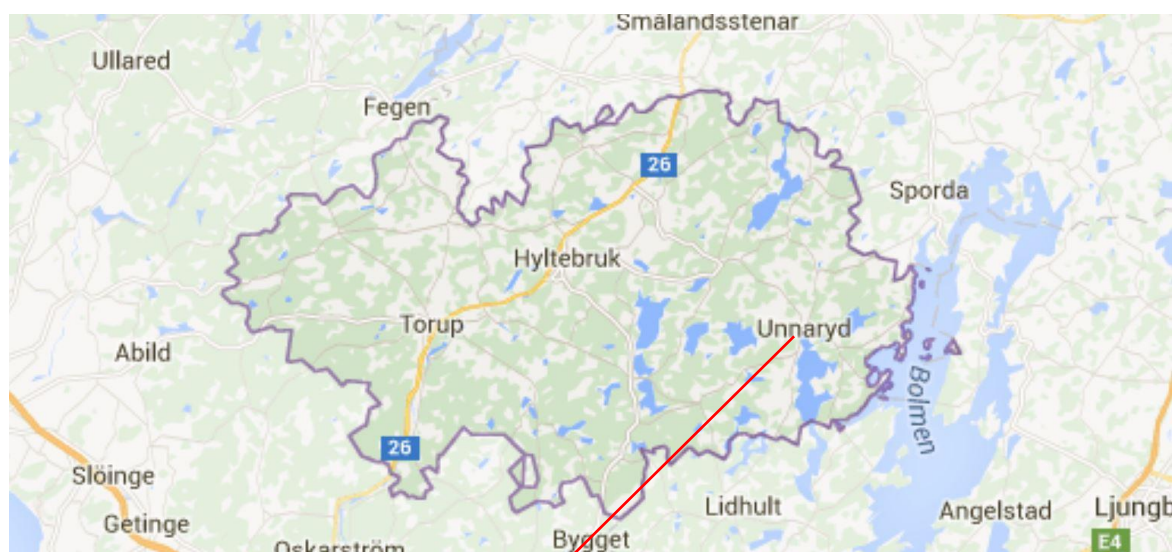 Smålandsstenar
Ullared
Fegen
26
Sporda
Hyltebruk
Torup
Unnaryd
Abild
Bolmen
26
Slöinge
Lidhult
Angelstad
Ljungb
Getinge
Bygget
E4
Oskarström